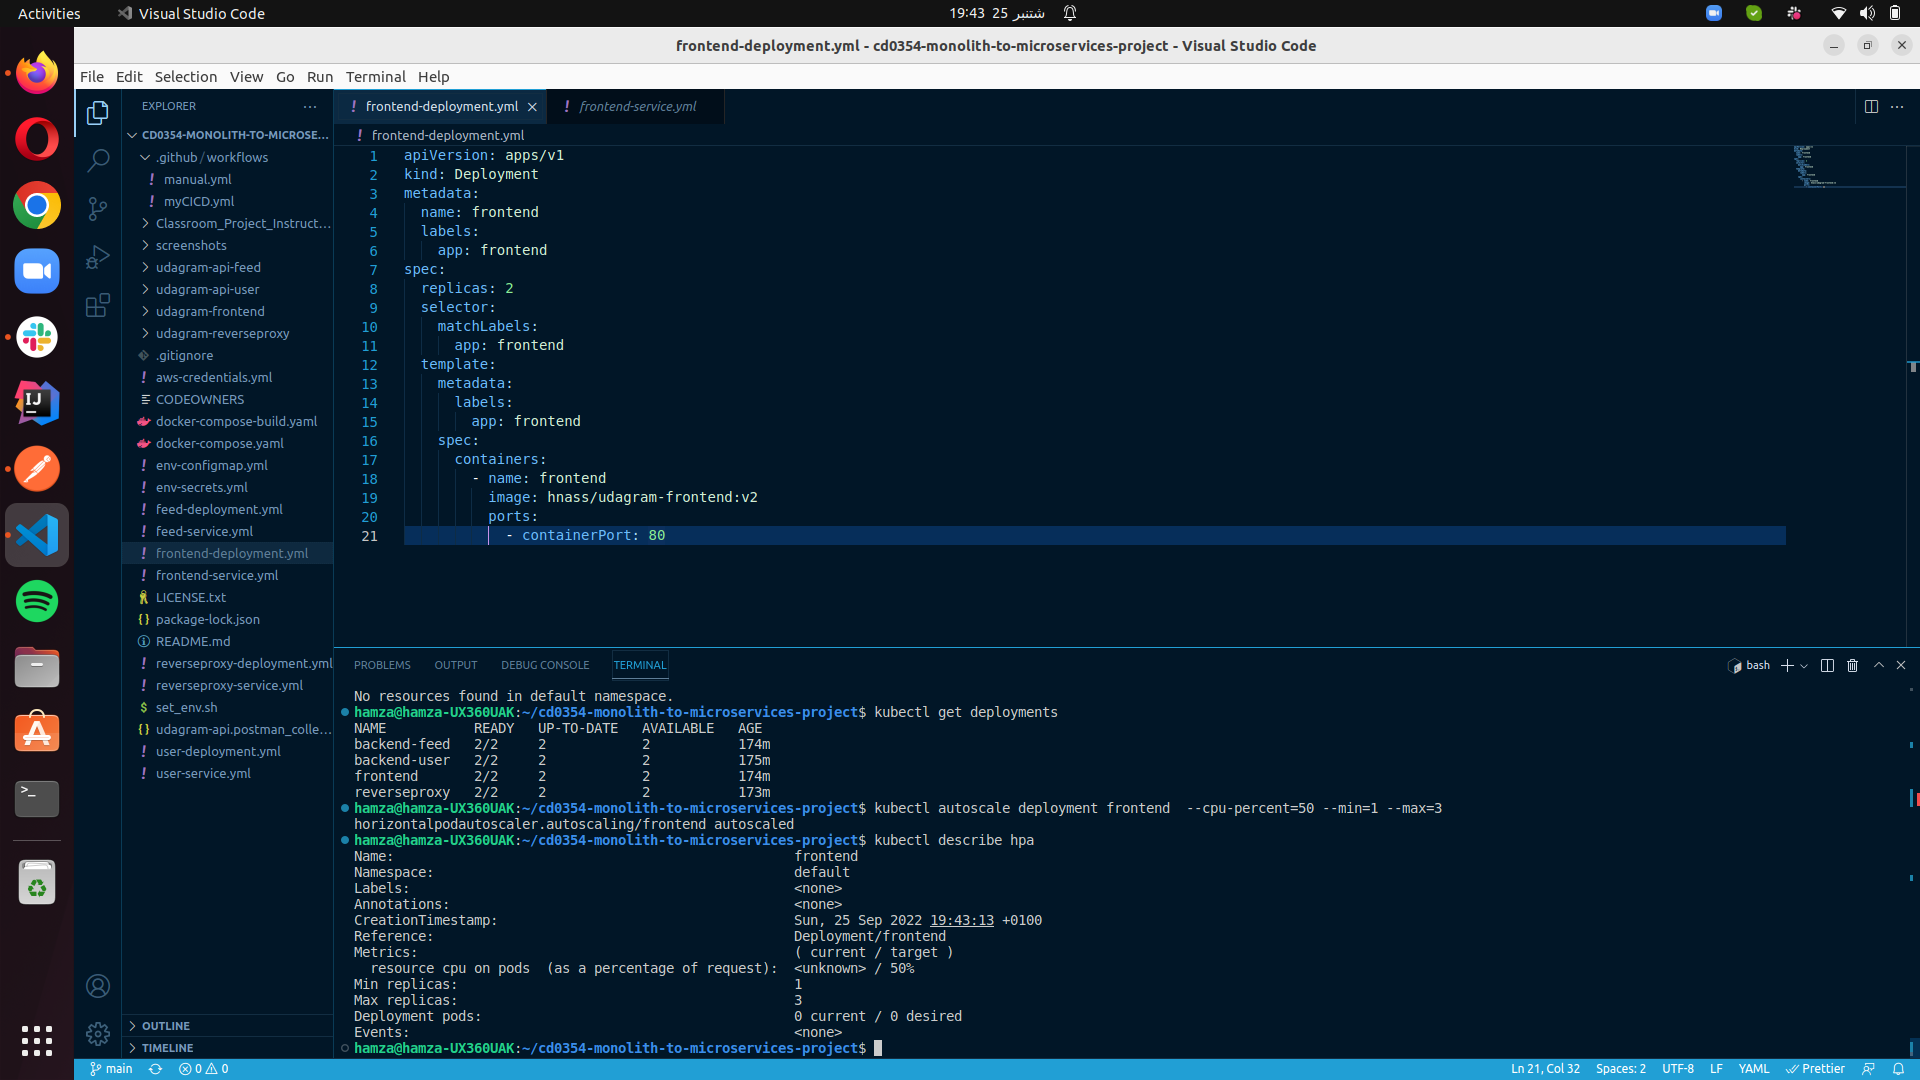 Activities
Visual Studio Code
19:43 25 شتنبر
frontend-deployment.yml - cd0354-monolith-to-microservices-project - Visual Studio Code
File Edit Selection View Go Run Terminal Help
EXPLORER
CD0354-MONOLITH-TO-MICROSE...
.github/workflows
manual.yml
myCICD.yml
Classroom_Project_Instruct...
screenshots
udagram-api-feed
udagram-api-user
udagram-frontend
udagram-reverseproxy
.gitignore
aws-credentials.yml
CODEOWNERS
docker-compose-build.yaml
docker-compose.yaml
env-configmap.yml
env-secrets.yml
feed-deployment.yml
feed-service.yml
frontend-deployment.yml
frontend-service.yml
LICENSE.txt
package-lock.json
README.md
reverseproxy-deployment.yml
reverseproxy-service.yml
set_env.sh
udagram-api.postman_colle...
user-deployment.yml
user-service.yml
OUTLINE
TIMELINE
frontend-deployment.yml
frontend-service.yml
frontend-deployment.yml
1 apiVersion: apps/v1
2 kind: Deployment
3 metadata:
4 name: frontend
5 labels:
6 app: frontend
7 spec:
8 replicas: 2
9 selector:
10 matchLabels:
11 app: frontend
12 template:
13 metadata:
14 labels:
15 app: frontend
16 spec:
17 containers:
18 - name: frontend
19 image: hnass/udagram-frontend:v2
20 ports:
21 - containerPort: 80
PROBLEMS OUTPUT DEBUG CONSOLE TERMINAL
bash
No resources found in default namespace.
hamza@hamza-UX360UAK:~/cd0354-monolith-to-microservices-project$ kubectl get deployments
NAME READY UP-TO-DATE AVAILABLE AGE
backend-feed 2/2 2 2 174m
backend-user 2/2 2 2 175m
frontend 2/2 2 2 174m
reverseproxy 2/2 2 2 173m
hamza@hamza-UX360UAK:~/cd0354-monolith-to-microservices-project$ kubectl autoscale deployment frontend --cpu-percent=50 --min=1 --max=3
horizontalpodautoscaler.autoscaling/frontend autoscaled
hamza@hamza-UX360UAK:~/cd0354-monolith-to-microservices-project$ kubectl describe hpa
Name: frontend
Namespace: default
Labels: <none>
Annotations: <none>
CreationTimestamp: Sun, 25 Sep 2022 19:43:13 +0100
Reference: Deployment/frontend
Metrics: ( current / target )
resource cpu on pods (as a percentage of request): <unknown> / 50%
Min replicas: 1
Max replicas: 3
Deployment pods: 0 current / 0 desired
Events: <none>
hamza@hamza-UX360UAK:~/cd0354-monolith-to-microservices-project$
main 0 0
Ln 21, Col 32 Spaces: 2 UTF-8 LF YAML Prettier